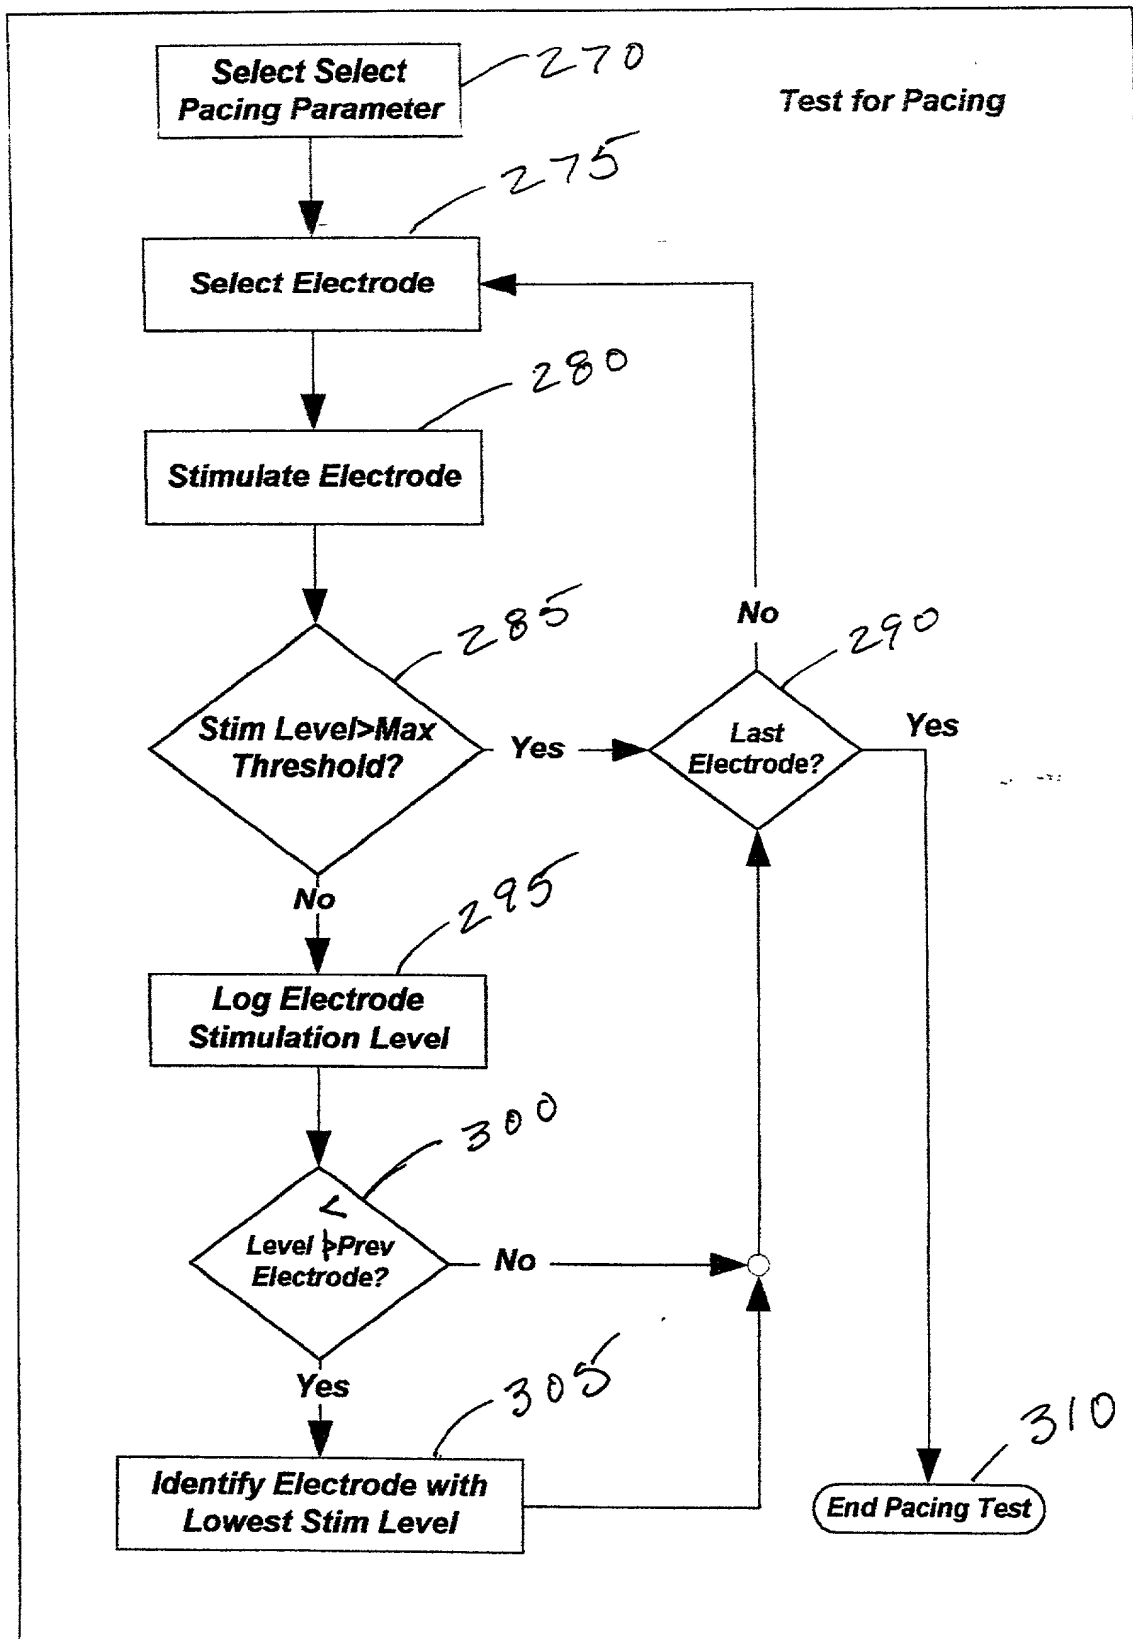 Select Select
Pacing Parameter
270
Test for Pacing
275
Select Electrode
280
Stimulate Electrode
285
No
290
Stim Level>Max
Threshold?
Yes
Last
Electrode?
Yes
No
295
Log Electrode
Stimulation Level
300
<
Level >Prev
Electrode?
No
Yes
305
310
Identify Electrode with
Lowest Stim Level
End Pacing Test